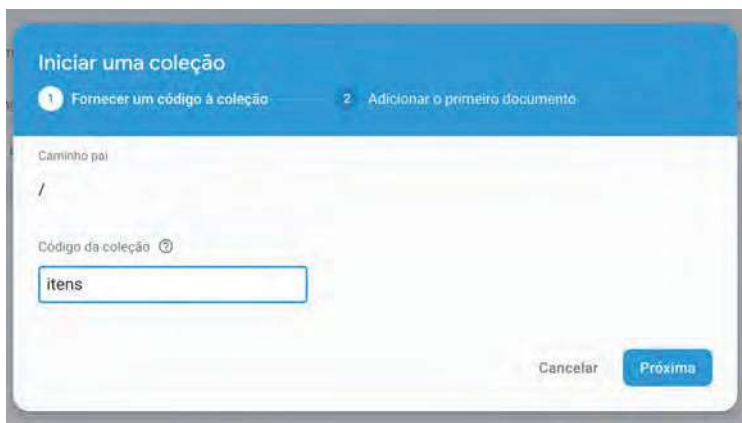 Iniciar uma coleção
1 Fornecer um código à coleção 2 Adicionar o primeiro documento
Caminho pai
/
Código da coleção ?
itens
Cancelar Próxima